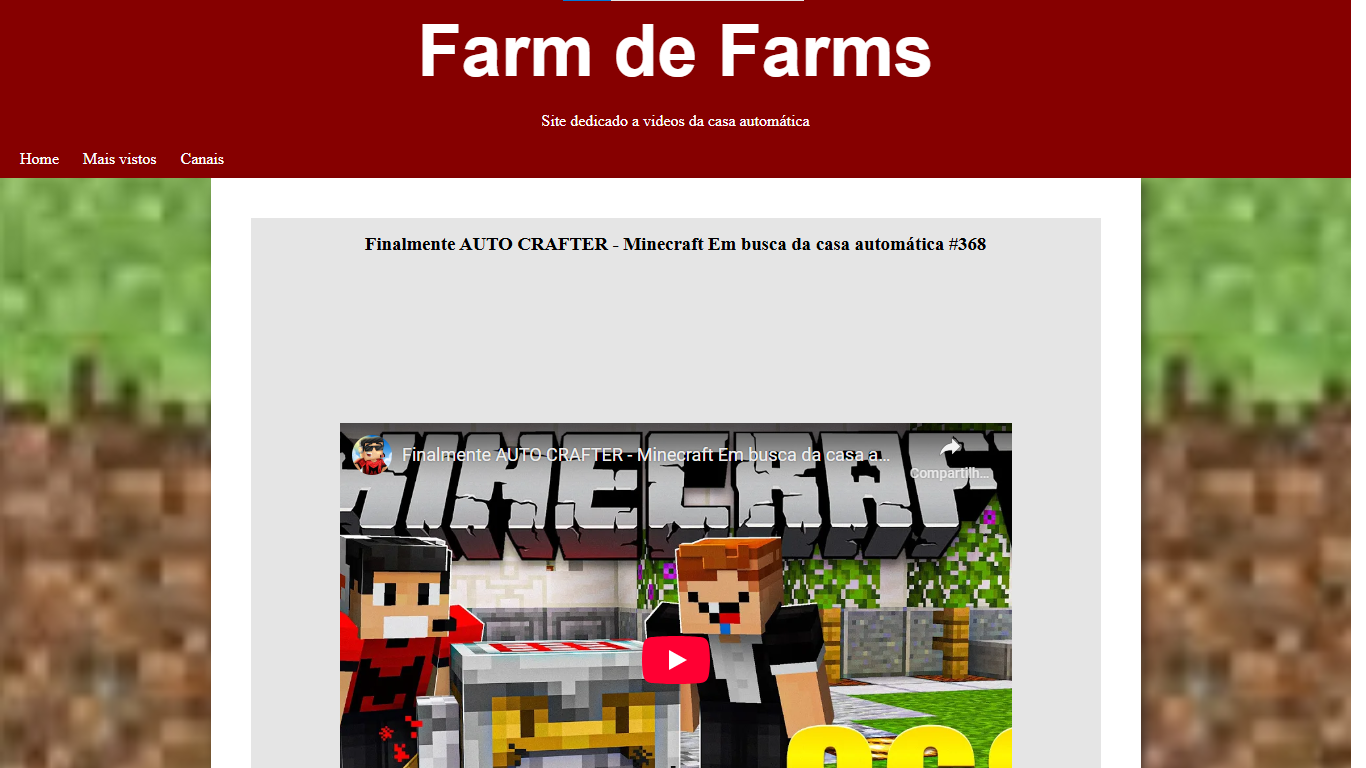 Farm de Farms
Site dedicado a videos da casa automática
Home Mais vistos Canais
Finalmente AUTO CRAFTER - Minecraft Em busca da casa automática #368
Finalmente AUTO CRAFTER - Minecraft Em busca da casa a...
Compartilh...
MINECRAFT